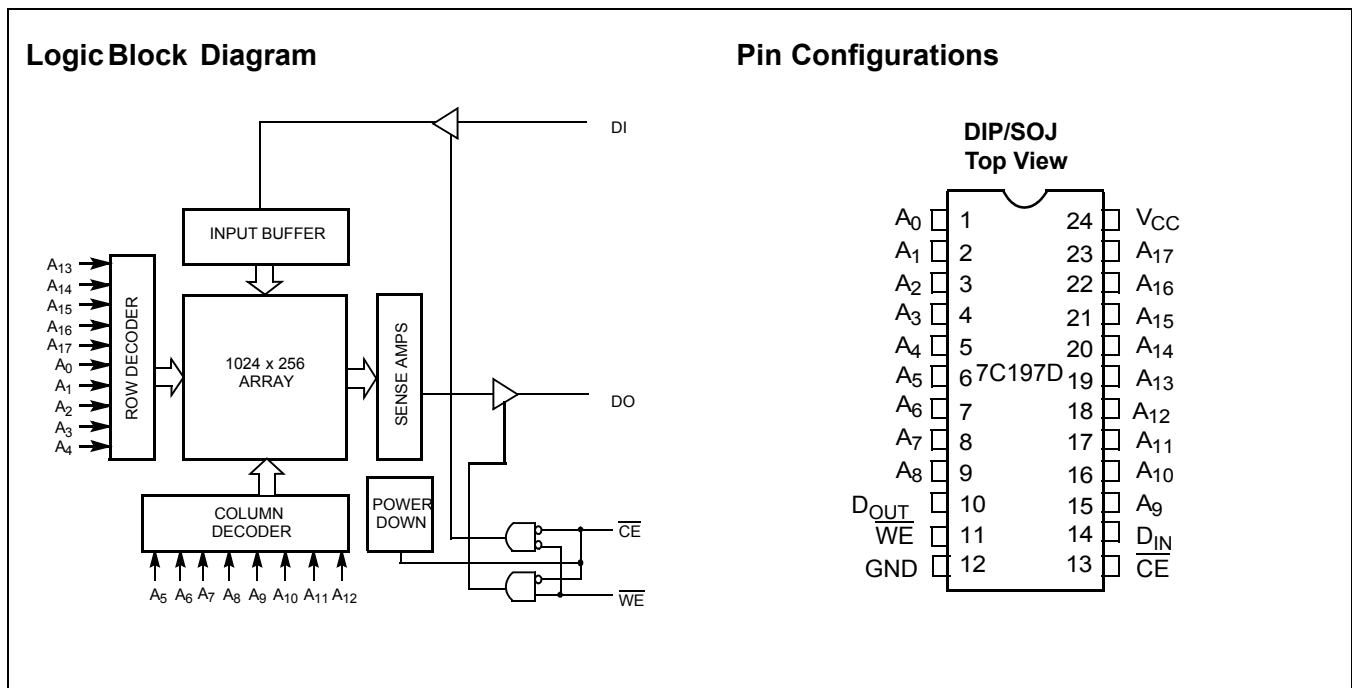 Logic Block Diagram
DI
INPUT BUFFER
A13
A14
A15
A16
A17
A0
A1
A2
A3
A4
ROW DECODER
1024 x 256
ARRAY
SENSE AMPS
DO
COLUMN
DECODER
POWER
DOWN
CE
WE
A5 A6 A7 A8 A9 A10 A11 A12
Pin Configurations
DIP/SOJ
Top View
A0 1 24 VCC
A1 2 23 A17
A2 3 22 A16
A3 4 21 A15
A4 5 20 A14
A5 6 7C197D 19 A13
A6 7 18 A12
A7 8 17 A11
A8 9 16 A10
DOUT 10 15 A9
WE 11 14 DIN
GND 12 13 CE